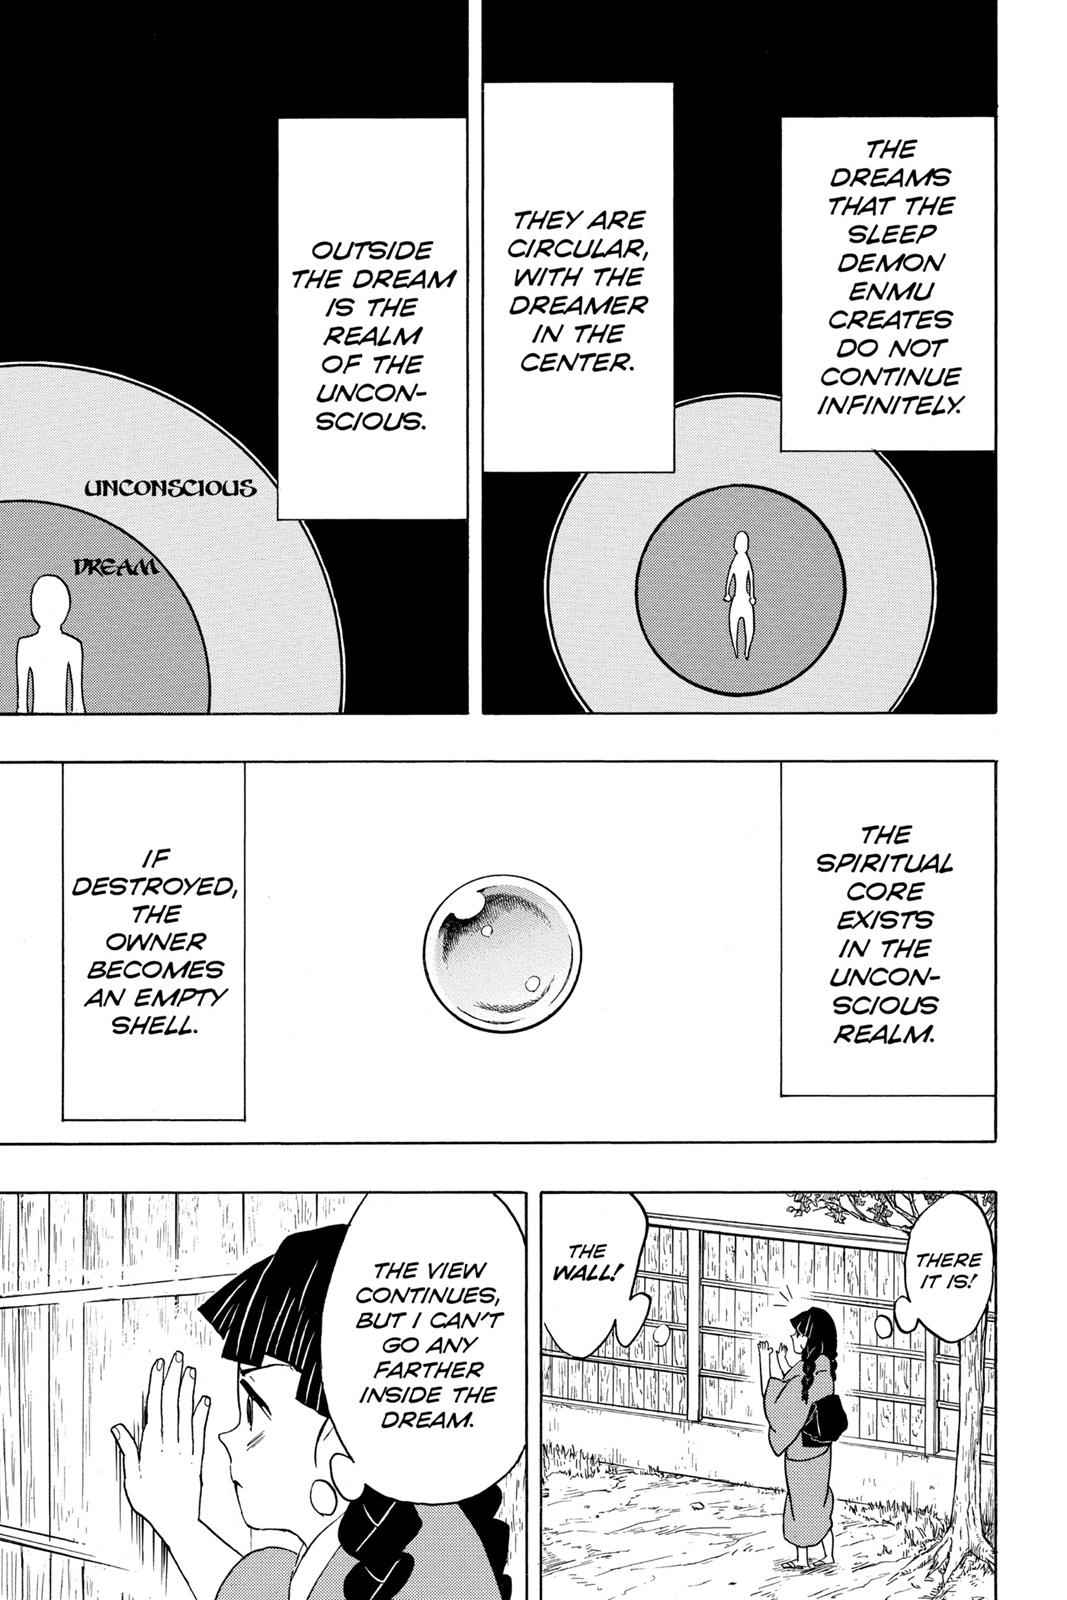 THE
DREAMS
THAT THE
SLEEP
DEMON
ENMU
CREATES
DO NOT
CONTINUE
INFINITELY.
THEY ARE
CIRCULAR,
WITH THE
DREAMER
IN THE
CENTER.
OUTSIDE
THE DREAM
IS THE
REALM
OF THE
UNCON-
SCIOUS.
UNCONSCIOUS
DREAM
THE
SPIRITUAL
CORE
EXISTS
IN THE
UNCON-
SCIOUS
REALM.
IF
DESTROYED,
THE
OWNER
BECOMES
AN EMPTY
SHELL.
THERE
IT IS!
THE
WALL!
THE VIEW
CONTINUES,
BUT I CAN'T
GO ANY
FARTHER
INSIDE THE
DREAM.